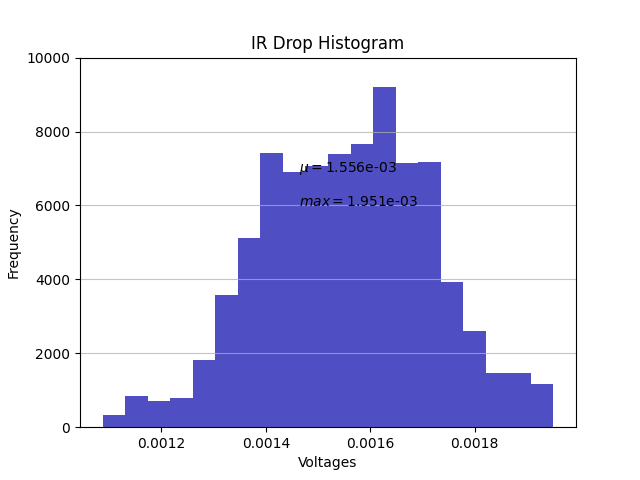 IR Drop Histogram
10000
8000
6000
4000
2000
0
Frequency
μ = 1.556e-03
max = 1.951e-03
0.0012 0.0014 0.0016 0.0018
Voltages